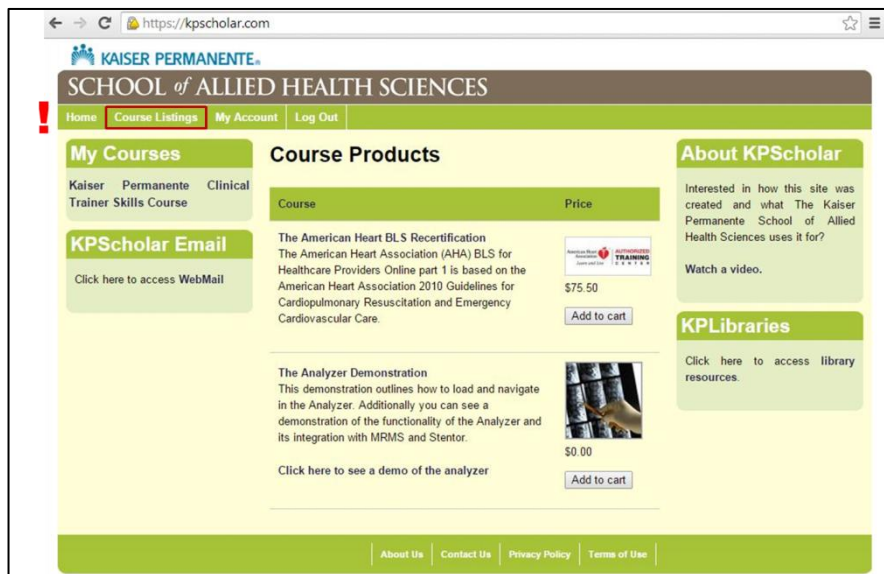 https://kpscholar.com
KAISER PERMANENTE®
SCHOOL of ALLIED HEALTH SCIENCES
!
Home
Course Listings
My Account
Log Out
My Courses
Kaiser Permanente Clinical
Trainer Skills Course
KPScholar Email
Click here to access WebMail
Course Products
Course
Price
The American Heart BLS Recertification
The American Heart Association (AHA) BLS for
Healthcare Providers Online part 1 is based on the
American Heart Association 2010 Guidelines for
Cardiopulmonary Resuscitation and Emergency
Cardiovascular Care.
American Heart
Association
AUTHORIZED
TRAINING
CENTER
$75.50
Add to cart
The Analyzer Demonstration
This demonstration outlines how to load and navigate
in the Analyzer. Additionally you can see a
demonstration of the functionality of the Analyzer and
its integration with MRMS and Stentor.
Click here to see a demo of the analyzer
$0.00
Add to cart
About KPScholar
Interested in how this site was
created and what The Kaiser
Permanente School of Allied
Health Sciences uses it for?
Watch a video.
KPLibraries
Click here to access library
resources.
About Us
Contact Us
Privacy Policy
Terms of Use